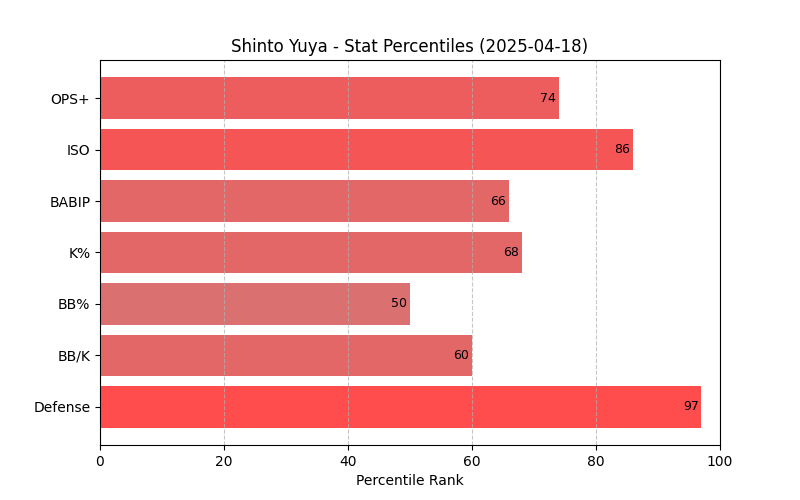 Shinto Yuya - Stat Percentiles (2025-04-18)
OPS+ 74
ISO 86
BABIP 66
K% 68
BB% 50
BB/K 60
Defense 97
0 20 40 60 80 100
Percentile Rank